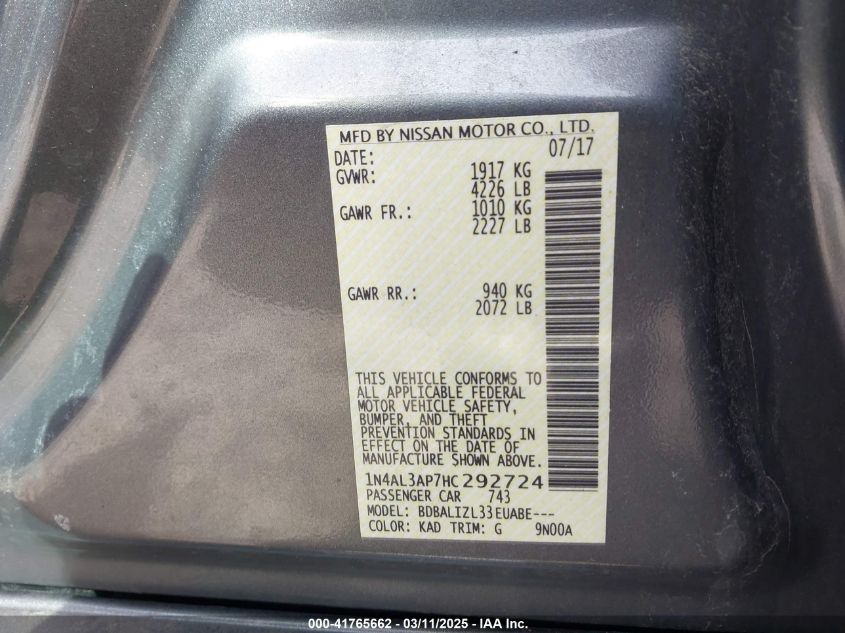 MFD BY NISSAN MOTOR CO., LTD.
DATE: 07/17
GVWR: 1917 KG
4226 LB
GAWR FR.: 1010 KG
2227 LB
GAWR RR.: 940 KG
2072 LB
THIS VEHICLE CONFORMS TO
ALL APPLICABLE FEDERAL
MOTOR VEHICLE SAFETY,
BUMPER, AND THEFT
PREVENTION STANDARDS IN
EFFECT ON THE DATE OF
MANUFACTURE SHOWN ABOVE.
1N4AL3AP7HC292724
PASSENGER CAR 743
MODEL: BDBALIZL33EUABE---
COLOR: KAD TRIM: G 9N00A
000-41765662 - 03/11/2025 - IAA Inc.